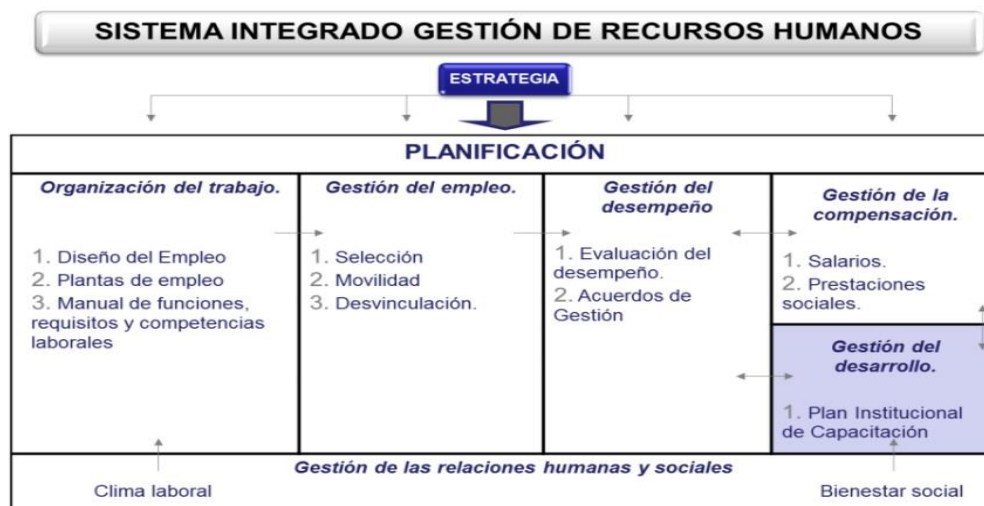 SISTEMA INTEGRADO GESTIÓN DE RECURSOS HUMANOS
ESTRATEGIA
PLANIFICACIÓN
Organización del trabajo.
1. Diseño del Empleo
2. Plantas de empleo
3. Manual de funciones,
requisitos y competencias
laborales
Gestión del empleo.
1. Selección
2. Movilidad
3. Desvinculación.
Gestión del
desempeño
1. Evaluación del
desempeño.
2. Acuerdos de
Gestión
Gestión de la
compensación.
1. Salarios.
2. Prestaciones
sociales.
Gestión del
desarrollo.
1. Plan Institucional
de Capacitación
Gestión de las relaciones humanas y sociales
Clima laboral
Bienestar social